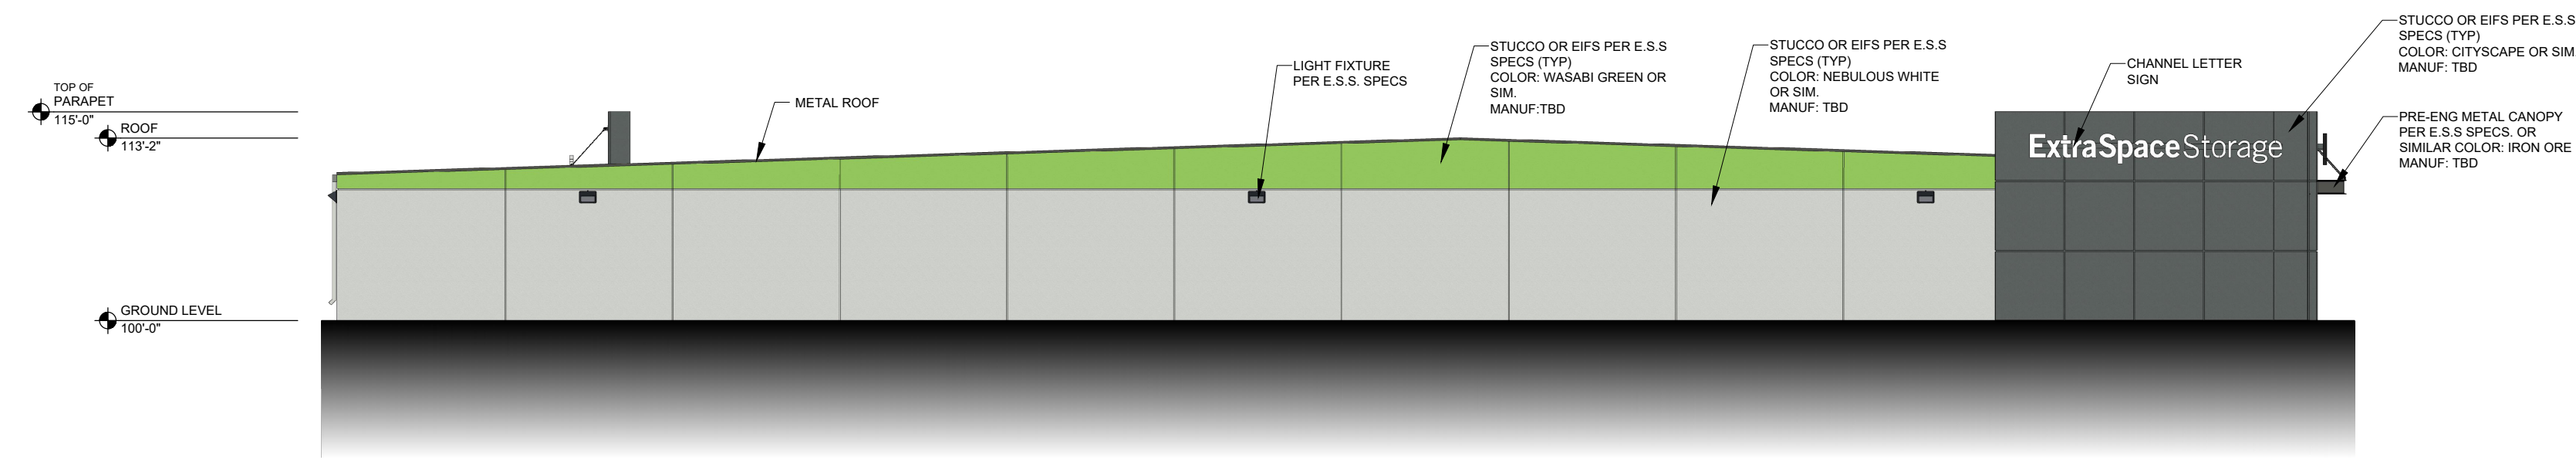 TOP OF
PARAPET
115'-0"
ROOF
113'-2"
GROUND LEVEL
100'-0"
METAL ROOF
LIGHT FIXTURE
PER E.S.S. SPECS
STUCCO OR EIFS PER E.S.S
SPECS (TYP)
COLOR: WASABI GREEN OR
SIM.
MANUF:TBD
STUCCO OR EIFS PER E.S.S
SPECS (TYP)
COLOR: NEBULOUS WHITE
OR SIM.
MANUF: TBD
CHANNEL LETTER
SIGN
STUCCO OR EIFS PER E.S.S
SPECS (TYP)
COLOR: CITYSCAPE OR SIM.
MANUF: TBD
PRE-ENG METAL CANOPY
PER E.S.S SPECS. OR
SIMILAR COLOR: IRON ORE
MANUF: TBD
ExtraSpaceStorage